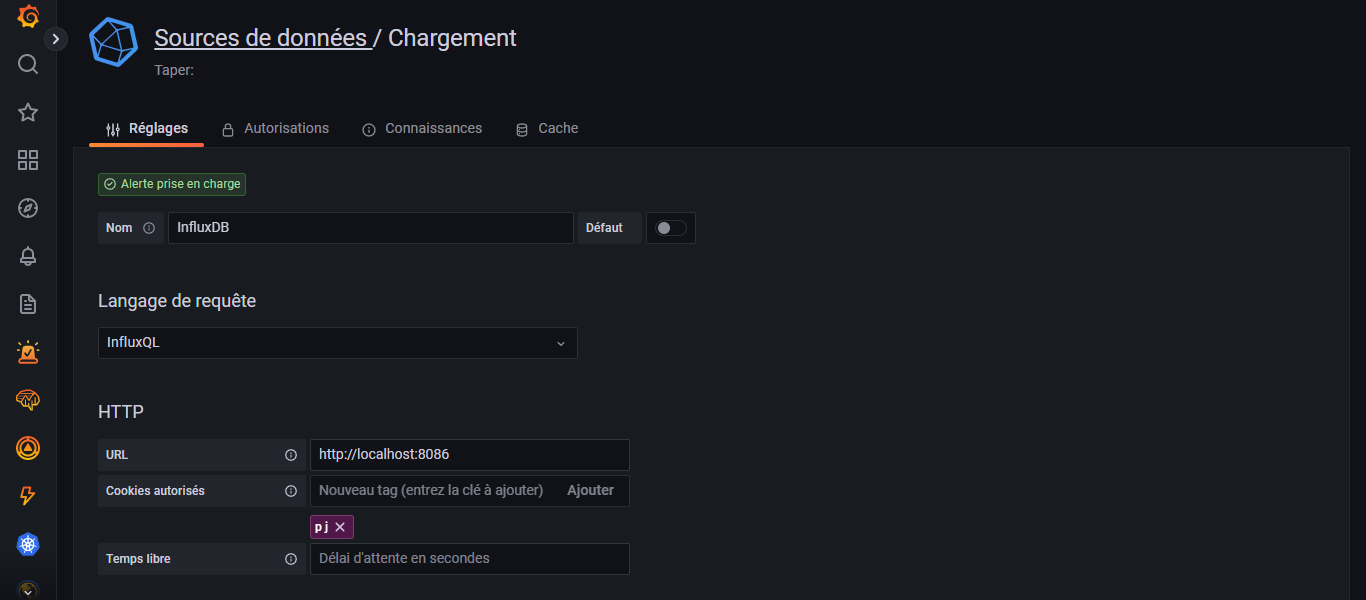 Sources de données / Chargement
Taper:
Réglages Autorisations Connaissances Cache
Alerte prise en charge
Nom InfluxDB Défaut
Langage de requête
InfluxQL
HTTP
URL http://localhost:8086
Cookies autorisés Nouveau tag (entrez la clé à ajouter) Ajouter
pj
Temps libre Délai d'attente en secondes